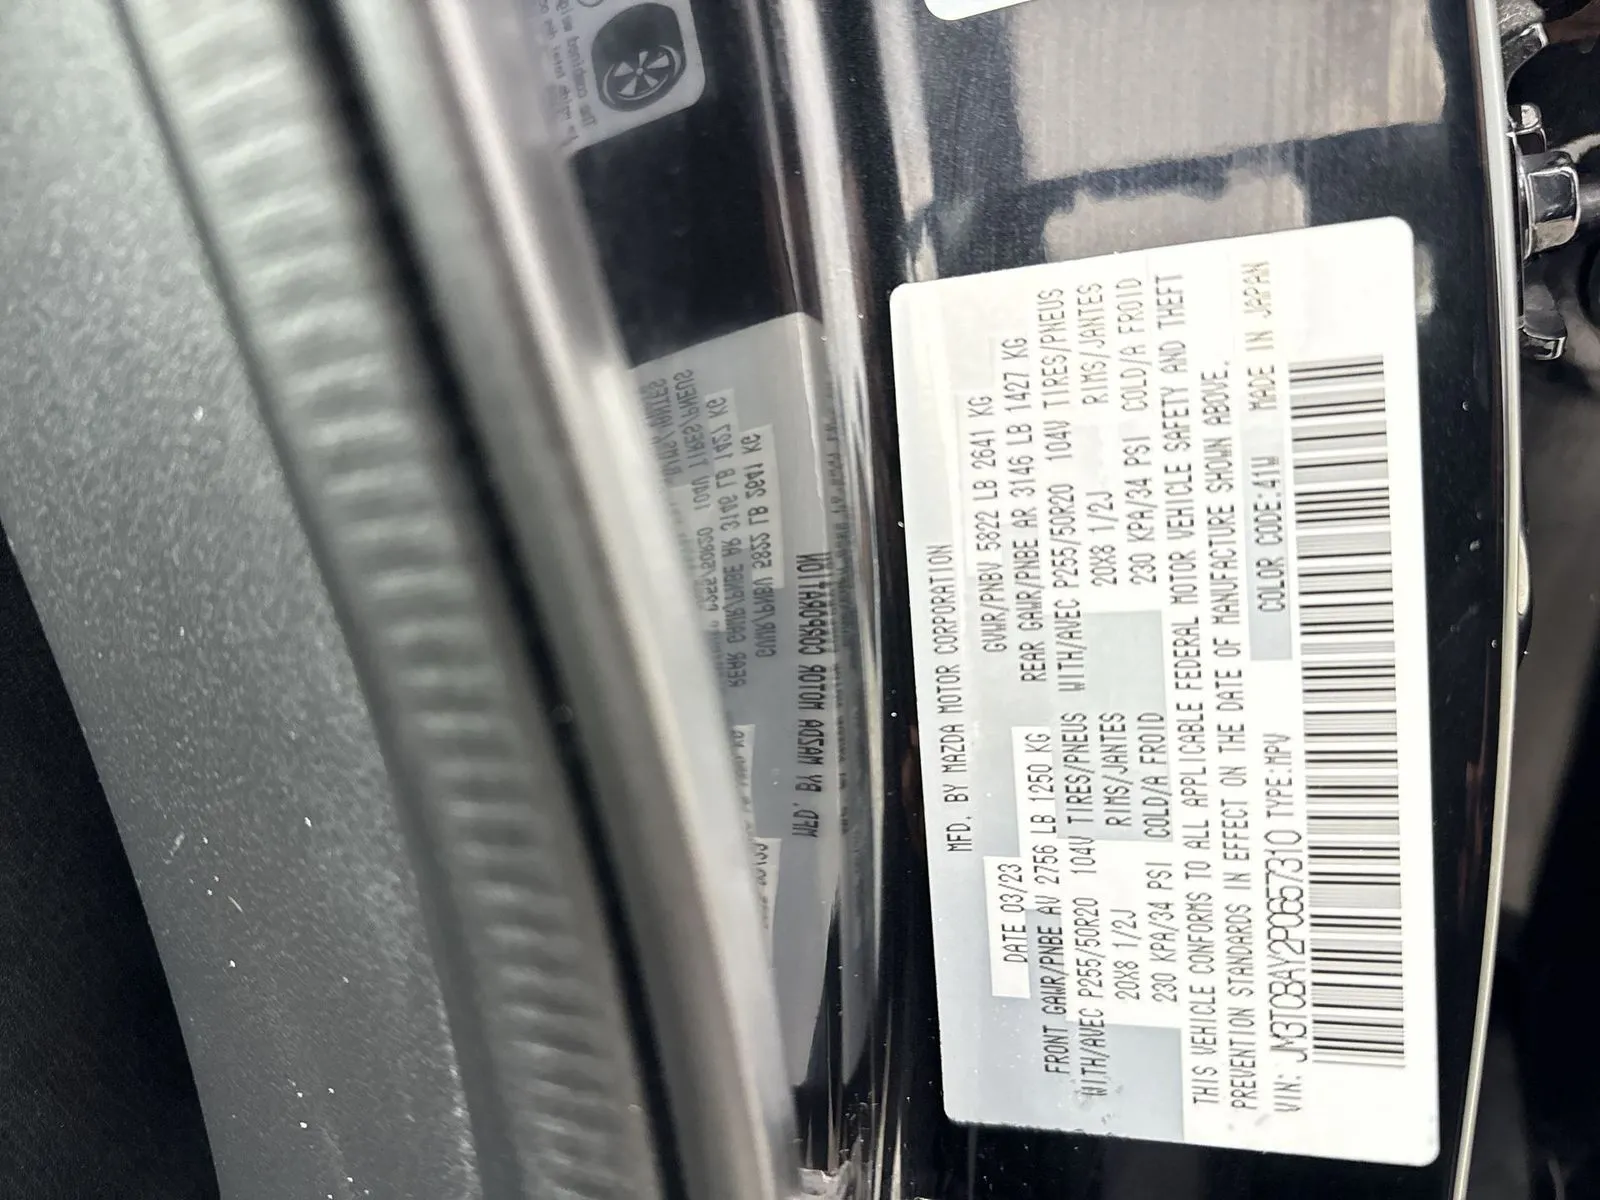 MFD. BY MAZDA MOTOR CORPORATION
DATE 03/23 GVWR/PNBV 5822 LB 2641 KG
FRONT GAWR/PNBE AV 2756 LB 1250 KG REAR GAWR/PNBE AR 3146 LB 1427 KG
WITH/AVEC P255/50R20 104V TIRES/PNEUS WITH/AVEC P255/50R20 104V TIRES/PNEUS
20X8 1/2J RIMS/JANTES 20X8 1/2J RIMS/JANTES
230 KPA/34 PSI COLD/A FROID 230 KPA/34 PSI COLD/A FROID
THIS VEHICLE CONFORMS TO ALL APPLICABLE FEDERAL MOTOR VEHICLE SAFETY AND THEFT
PREVENTION STANDARDS IN EFFECT ON THE DATE OF MANUFACTURE SHOWN ABOVE.
VIN: JM3TCBAY2P0657310 TYPE:MPV COLOR CODE:41W MADE IN JAPAN